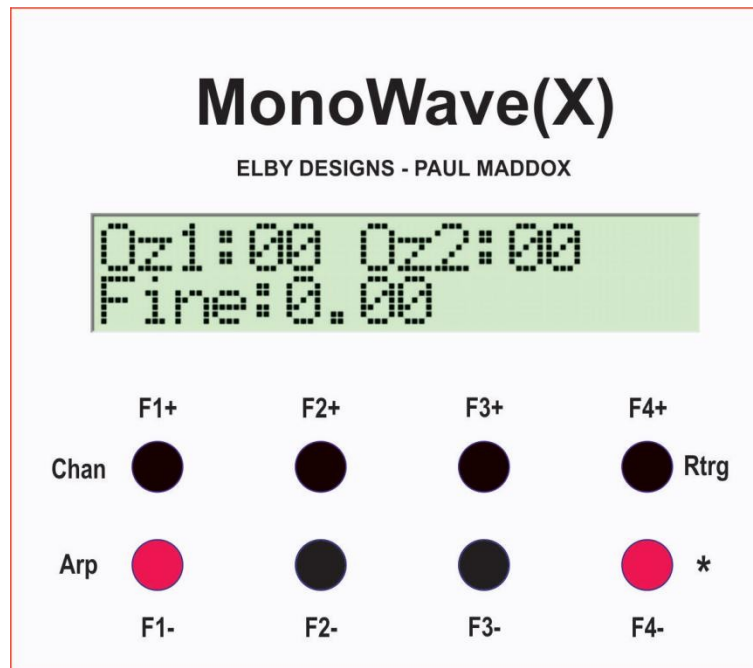 MonoWave(X)
ELBY DESIGNS - PAUL MADDOX
Oz1:00 Oz2:00
Fine:0.00
F1+ F2+ F3+ F4+
Chan Rtrg
Arp *
F1- F2- F3- F4-